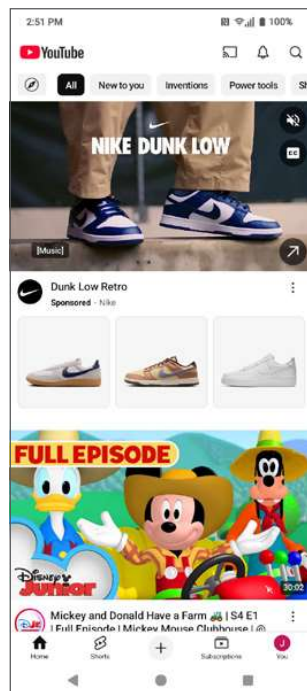 2:51 PM
100%
YouTube
All
New to you
Inventions
Power tools
Sh
NIKE DUNK LOW
CC
[Music]
Dunk Low Retro
Sponsored · Nike
FULL EPISODE
Disney
Junior
30:02
Mickey and Donald Have a Farm 🚜 | S4 E1
| Full Episode | Mickey Mouse Clubhouse | @
Home
Shorts
Subscriptions
J
You